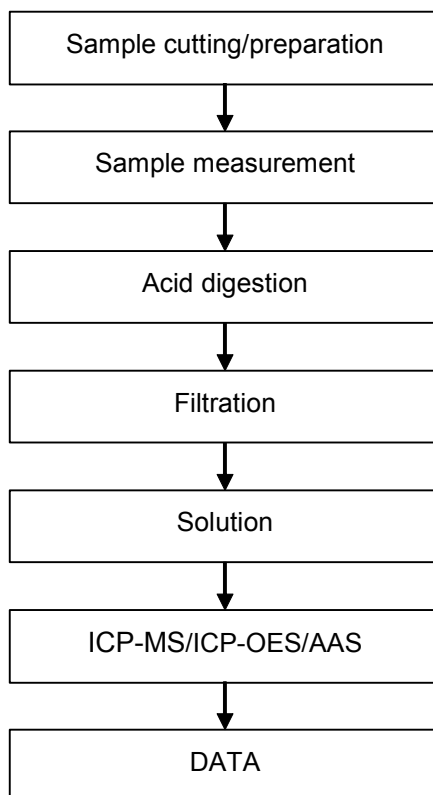 Sample cutting/preparation
Sample measurement
Acid digestion
Filtration
Solution
ICP-MS/ICP-OES/AAS
DATA